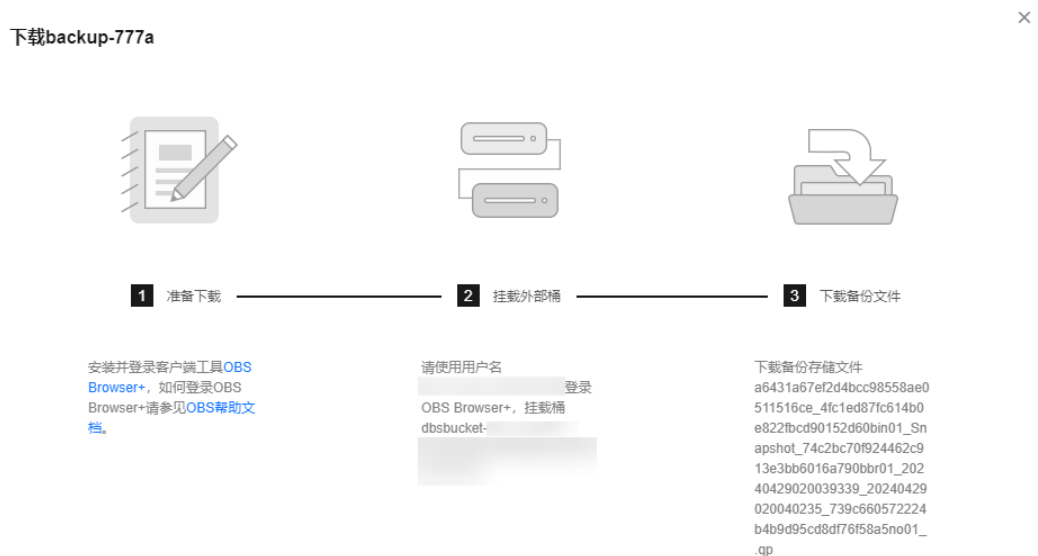 下载backup-777a
1 准备下载
2 挂载外部桶
3 下载备份文件
安装并登录客户端工具OBS
Browser+，如何登录OBS
Browser+请参见OBS帮助文
档。
请使用用户名
登录
OBS Browser+，挂载桶
dbsbucket-
下载备份存储文件
a6431a67ef2d4bcc98558ae0
511516ce_4fc1ed87fc614b0
e822fbcd90152d60bin01_Sn
apshot_74c2bc70f924462c9
13e3bb6016a790bbr01_202
40429020039339_20240429
020040235_739c660572224
b4b9d95cd8df76f58a5no01_
.qp